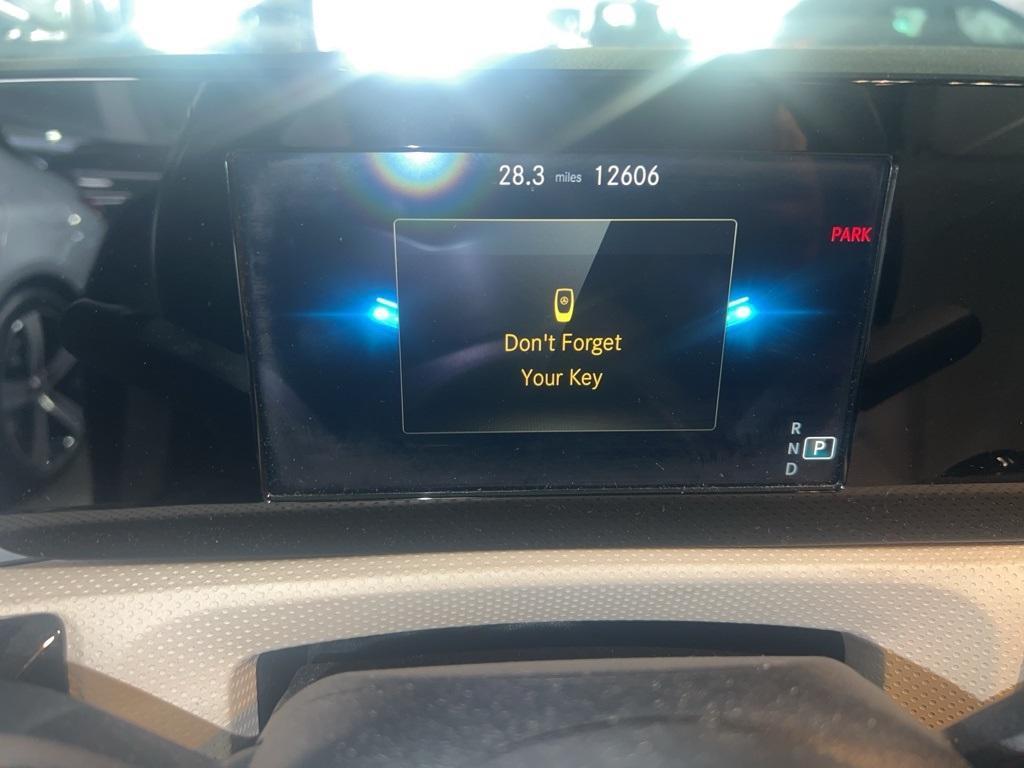 28.3 miles 12606
PARK
Don't Forget
Your Key
R
N P
D